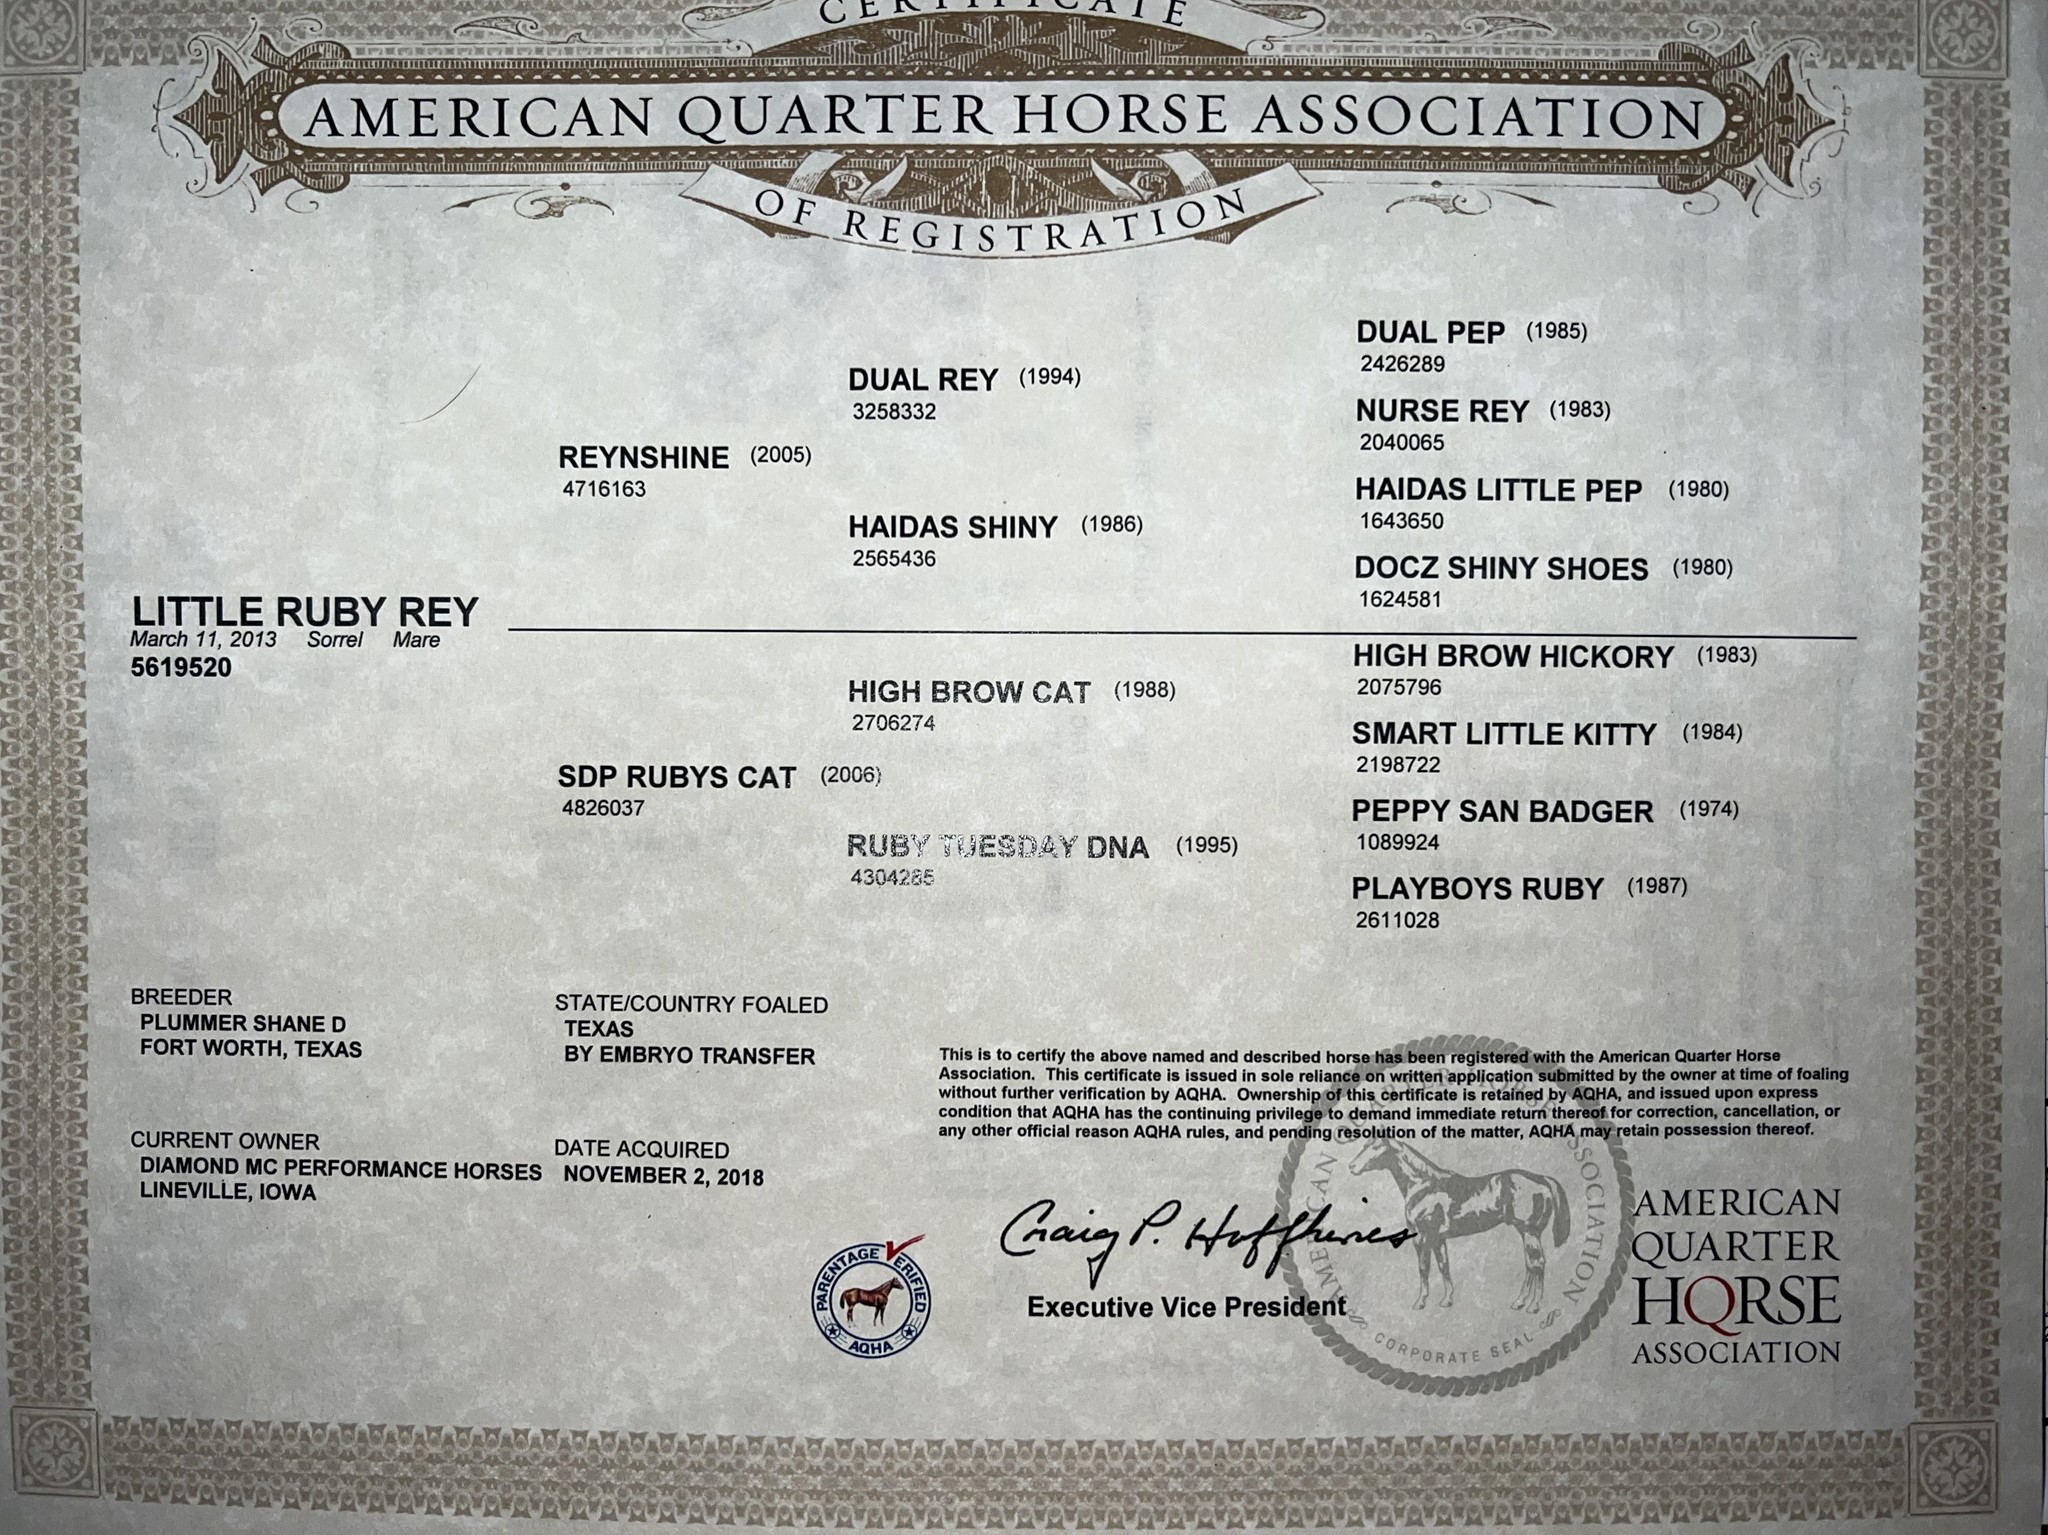 CERTIFICATE
AMERICAN QUARTER HORSE ASSOCIATION
OF REGISTRATION
DUAL PEP (1985)
2426289
DUAL REY (1994)
3258332
NURSE REY (1983)
2040065
REYNSHINE (2005)
4716163
HAIDAS LITTLE PEP (1980)
1643650
HAIDAS SHINY (1986)
2565436
DOCZ SHINY SHOES (1980)
1624581
LITTLE RUBY REY
March 11, 2013 Sorrel Mare
5619520
HIGH BROW HICKORY (1983)
2075796
HIGH BROW CAT (1988)
2706274
SMART LITTLE KITTY (1984)
2198722
SDP RUBYS CAT (2006)
4826037
PEPPY SAN BADGER (1974)
1089924
RUBY TUESDAY DNA (1995)
4304285
PLAYBOYS RUBY (1987)
2611028
BREEDER
PLUMMER SHANE D
FORT WORTH, TEXAS
STATE/COUNTRY FOALED
TEXAS
BY EMBRYO TRANSFER
CURRENT OWNER
DIAMOND MC PERFORMANCE HORSES
LINEVILLE, IOWA
DATE ACQUIRED
NOVEMBER 2, 2018
This is to certify the above named and described horse has been registered with the American Quarter Horse
Association. This certificate is issued in sole reliance on written application submitted by the owner at time of foaling
without further verification by AQHA. Ownership of this certificate is retained by AQHA, and issued upon express
condition that AQHA has the continuing privilege to demand immediate return thereof for correction, cancellation, or
any other official reason AQHA rules, and pending resolution of the matter, AQHA may retain possession thereof.
Craig P. Huffhines
Executive Vice President
PARENTAGE VERIFIED
AQHA
AMERICAN QUARTER HORSE ASSOCIATION
CORPORATE SEAL
AMERICAN
QUARTER
HORSE
ASSOCIATION